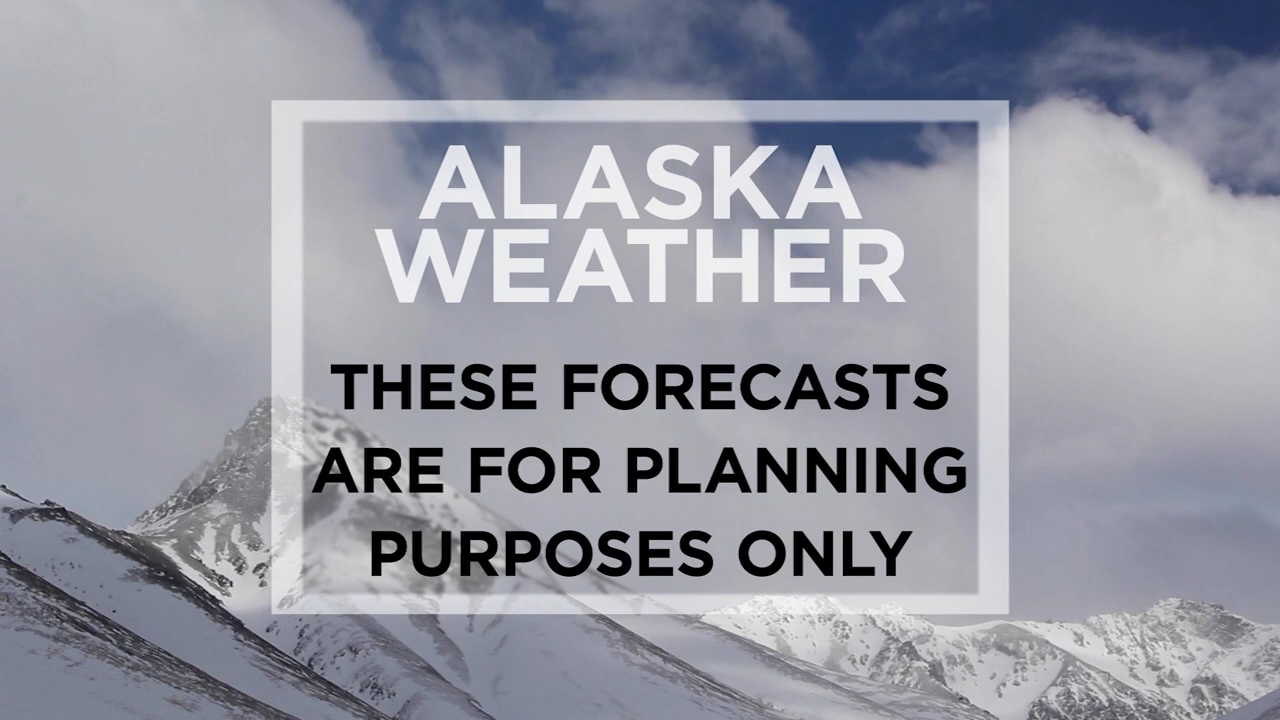 ALASKA
WEATHER
THESE FORECASTS
ARE FOR PLANNING
PURPOSES ONLY